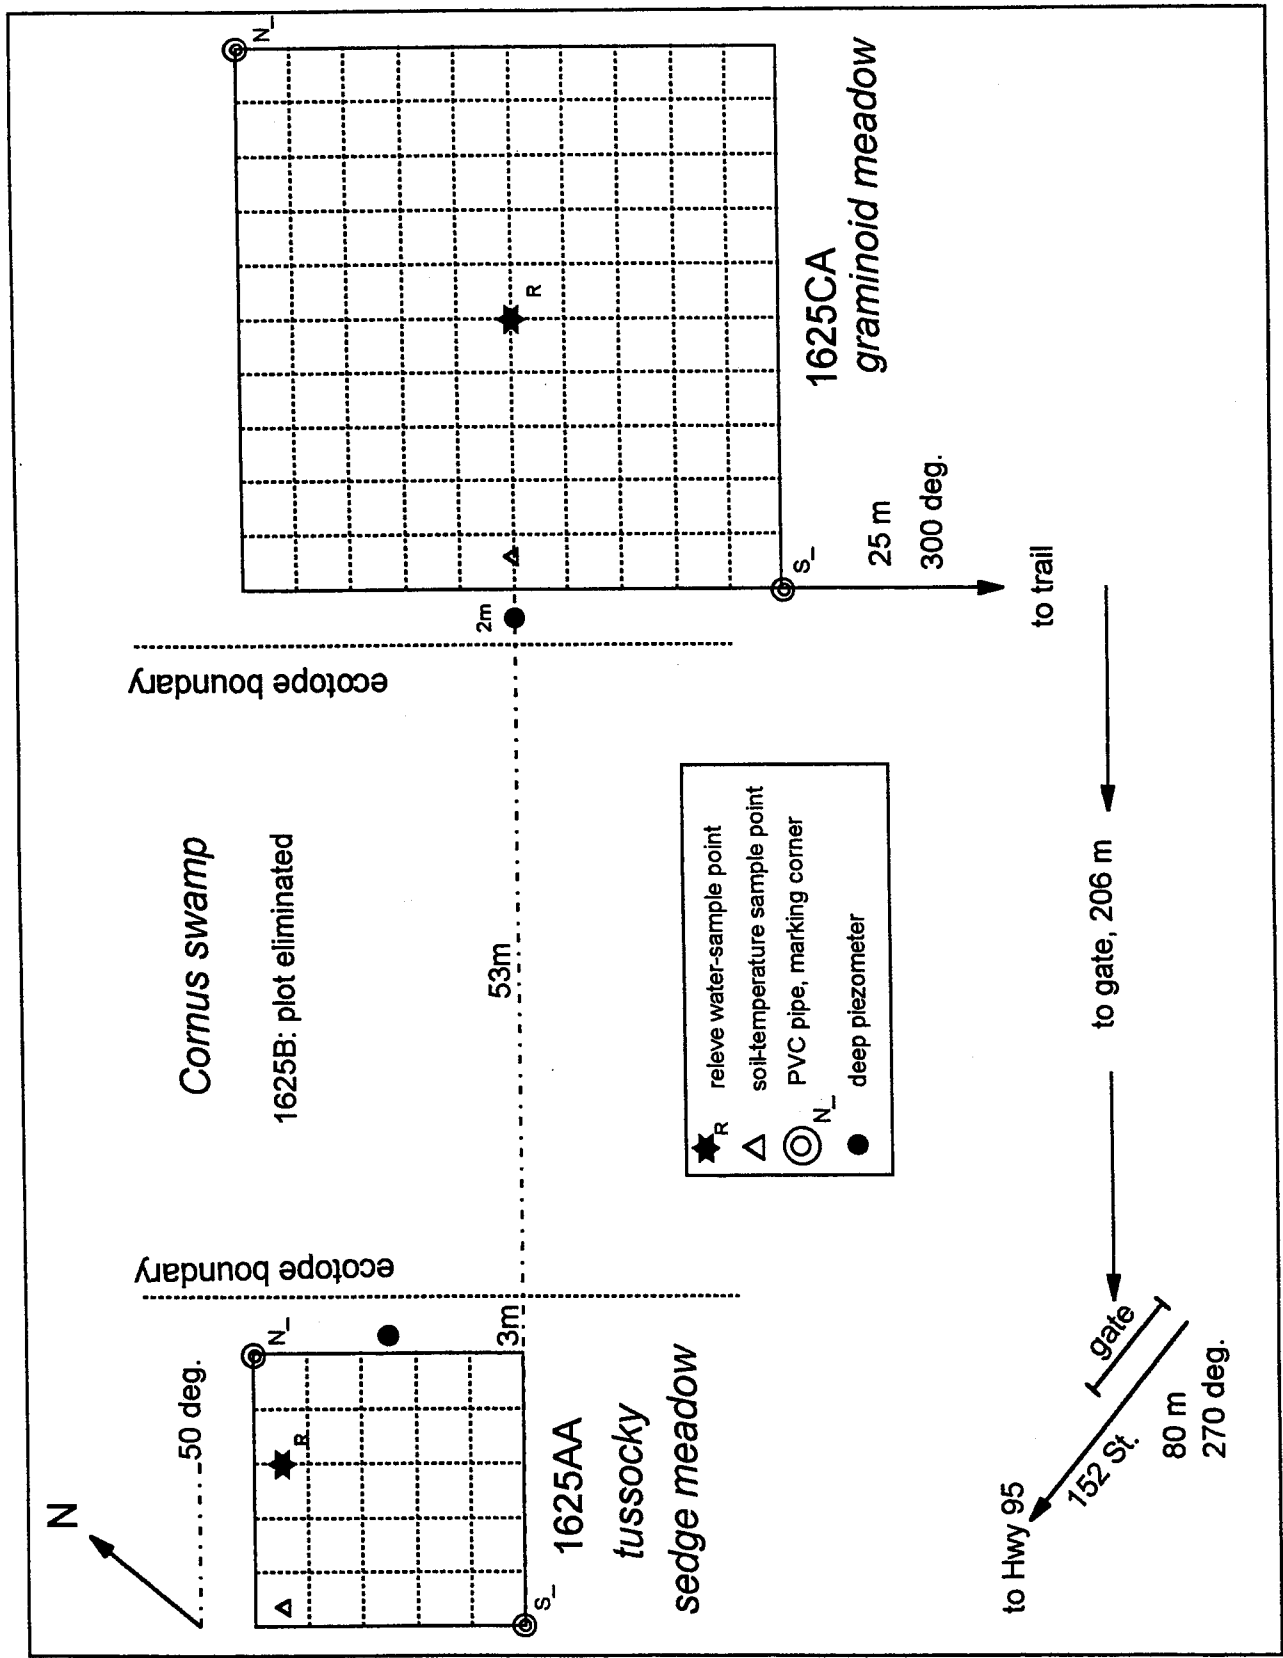 N
50 deg.
N_
R
S_
1625AA
tussocky
sedge meadow
3m
ecotope boundary
Cornus swamp
1625B: plot eliminated
53m
ecotope boundary
2m
N_
R
S_
1625CA
graminoid meadow
25 m
300 deg.
to trail
R
releve water-sample point
soil-temperature sample point
N_
PVC pipe, marking corner
deep piezometer
to gate, 206 m
gate
to Hwy 95
152 St.
80 m
270 deg.